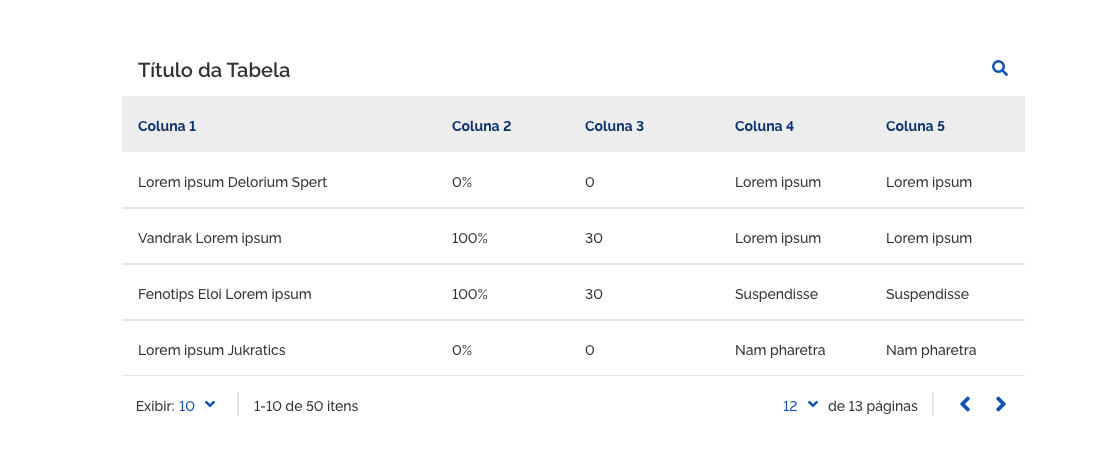 Título da Tabela
Coluna 1 Coluna 2 Coluna 3 Coluna 4 Coluna 5
Lorem ipsum Delorium Spert 0% 0 Lorem ipsum Lorem ipsum
Vandrak Lorem ipsum 100% 30 Lorem ipsum Lorem ipsum
Fenotips Eloi Lorem ipsum 100% 30 Suspendisse Suspendisse
Lorem ipsum Jukratics 0% 0 Nam pharetra Nam pharetra
Exibir: 10 1-10 de 50 itens 12 de 13 páginas